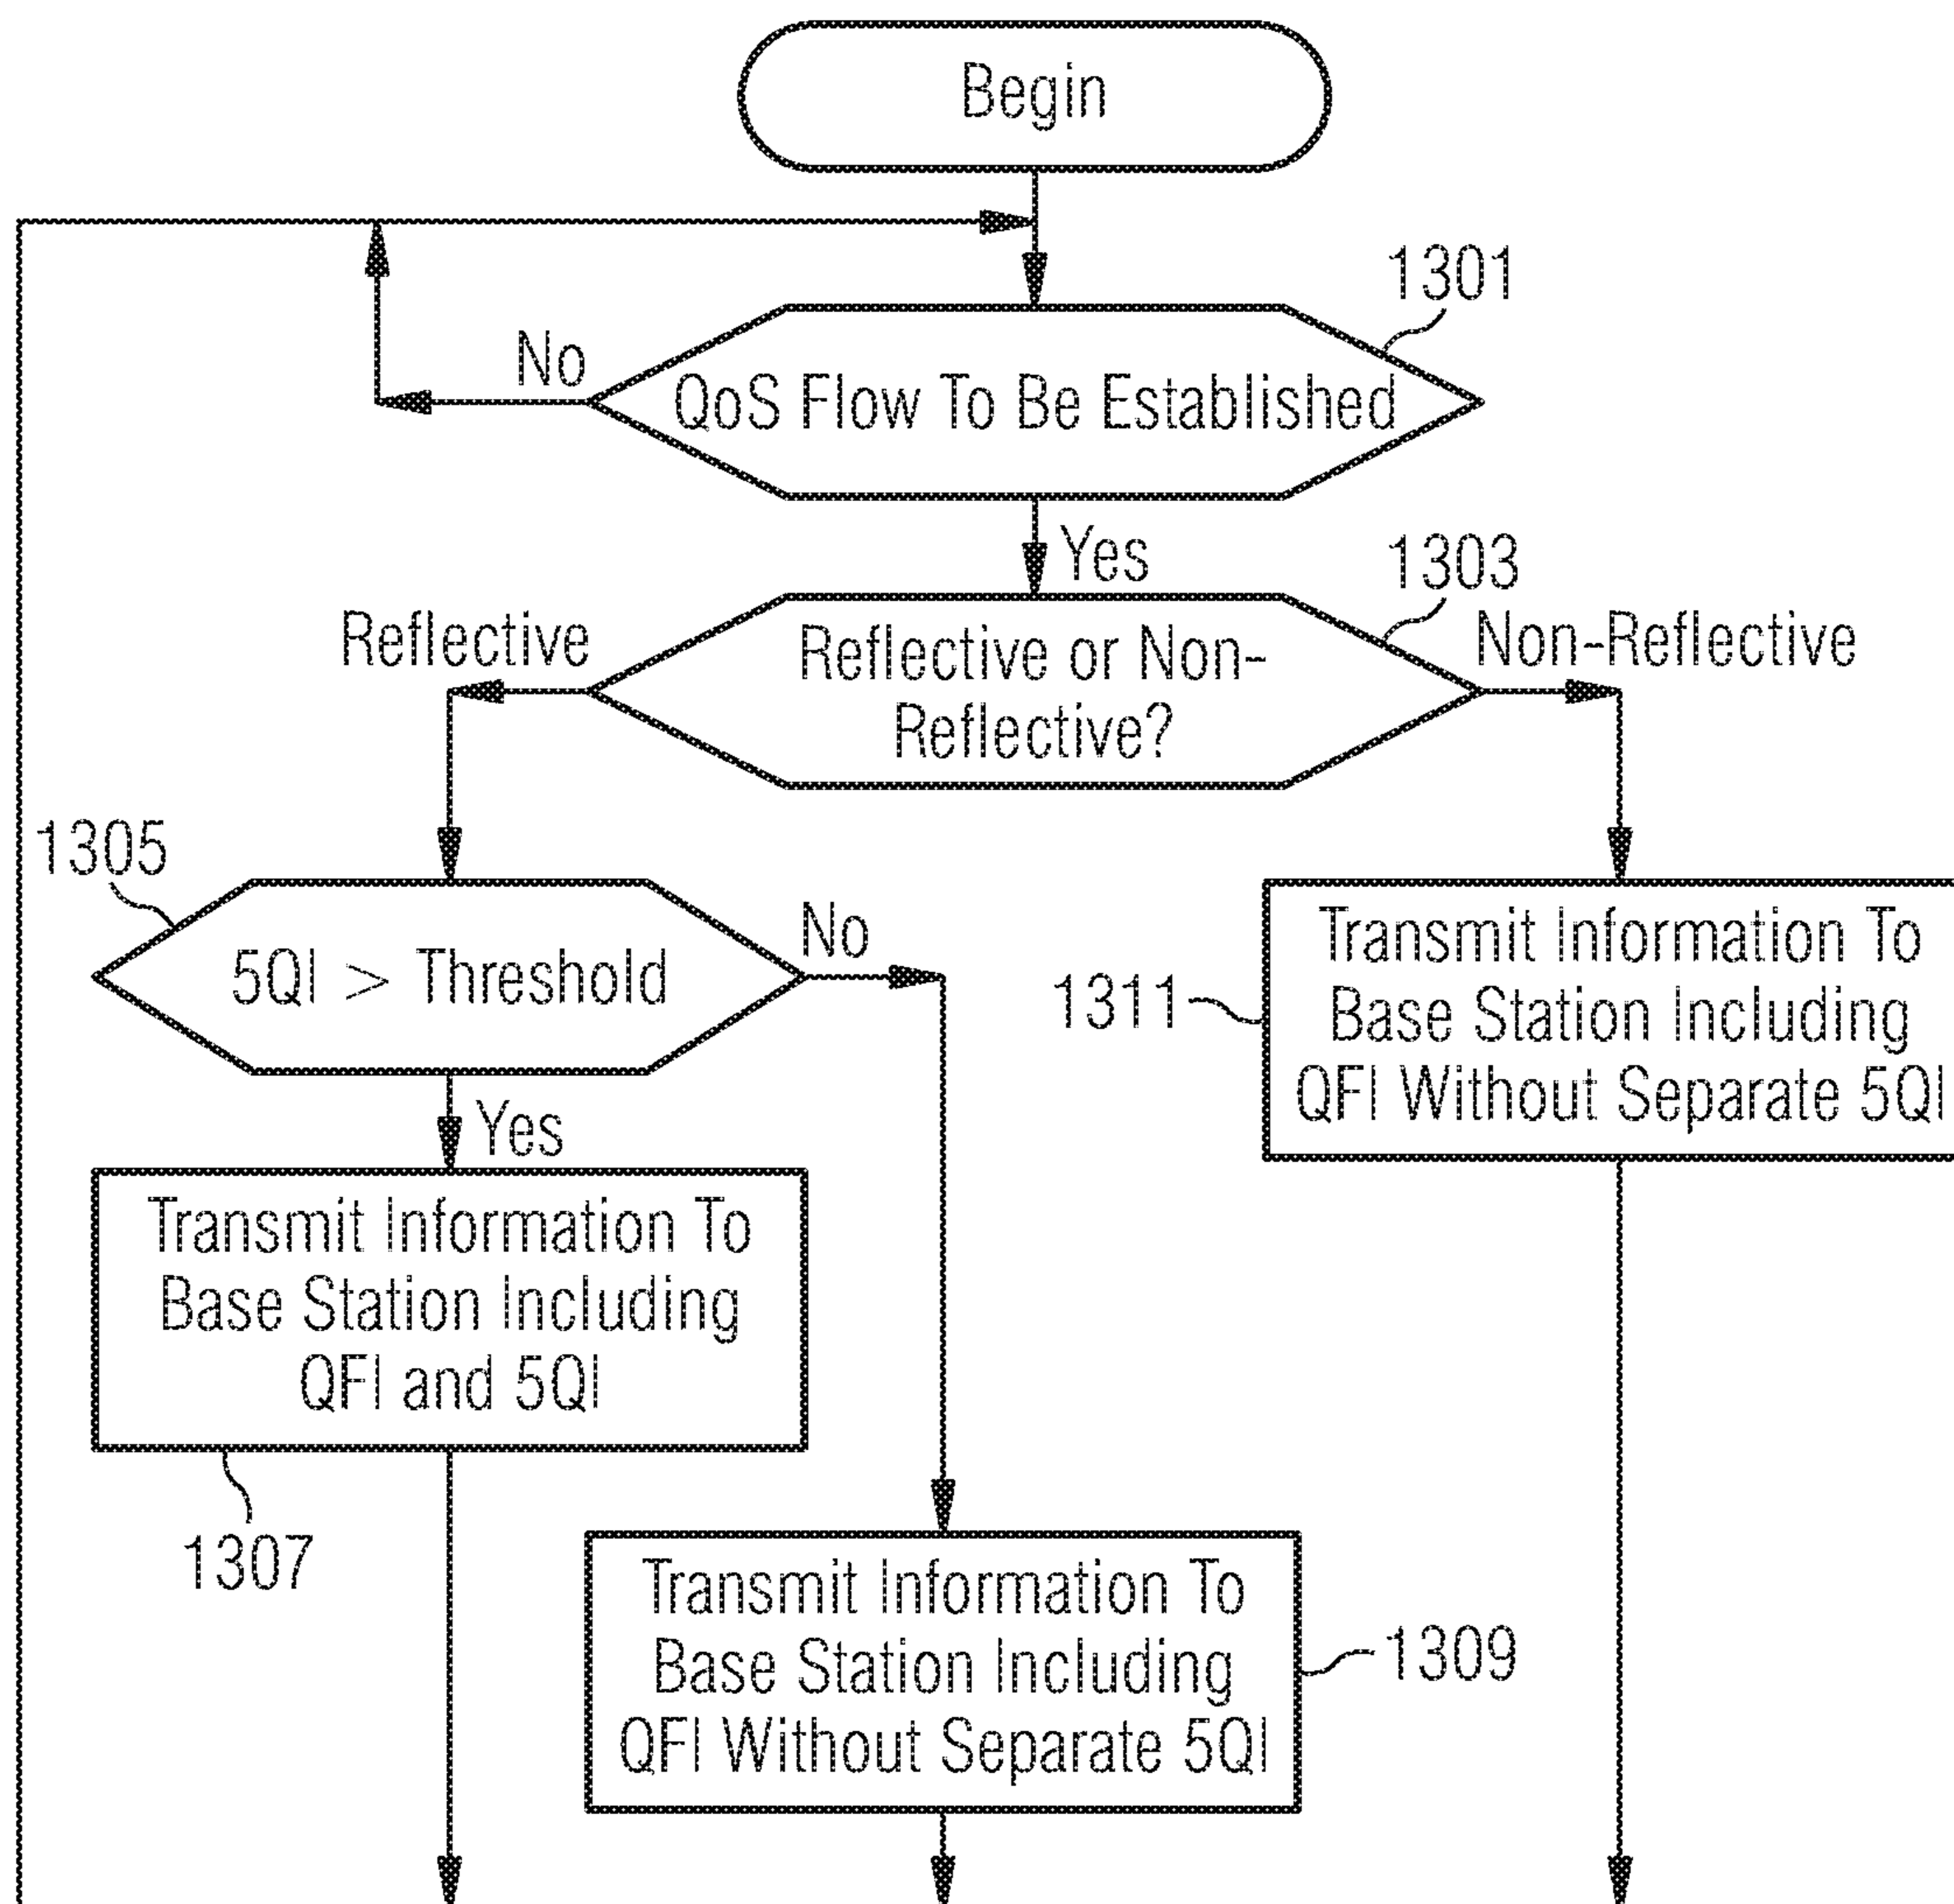 Begin
1301
No
QoS Flow To Be Established
Yes
1303
Reflective
Reflective or Non-
Reflective?
Non-Reflective
1305
5QI > Threshold
No
Yes
1311
Transmit Information To
Base Station Including
QFI Without Separate 5QI
Transmit Information To
Base Station Including
QFI and 5QI
1307
Transmit Information To
Base Station Including
QFI Without Separate 5QI
1309